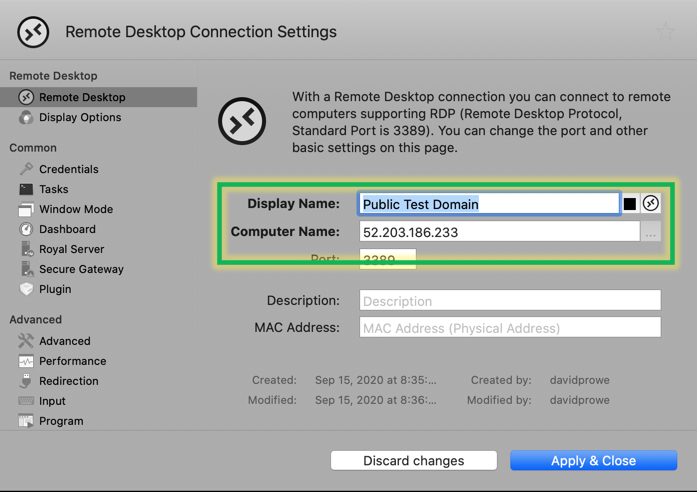 Remote Desktop Connection Settings
Remote Desktop
Remote Desktop
Display Options
Common
Credentials
Tasks
Window Mode
Dashboard
Royal Server
Secure Gateway
Plugin
Advanced
Advanced
Performance
Redirection
Input
Program
With a Remote Desktop connection you can connect to remote
computers supporting RDP (Remote Desktop Protocol,
Standard Port is 3389). You can change the port and other
basic settings on this page.
Display Name: Public Test Domain
Computer Name: 52.203.186.233 ...
Port: 3389
Description: Description
MAC Address: MAC Address (Physical Address)
Created: Sep 15, 2020 at 8:35:... Created by: davidprowe
Modified: Sep 15, 2020 at 8:36:... Modified by: davidprowe
Discard changes Apply & Close